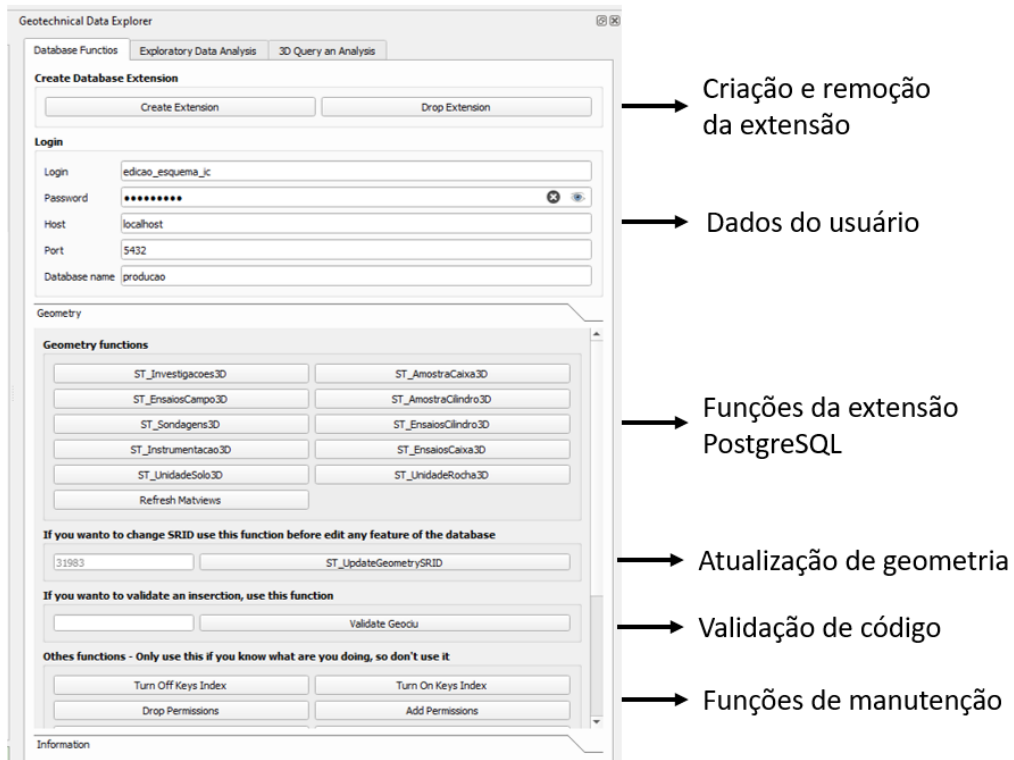 Geotechnical Data Explorer
Database Functios Exploratory Data Analysis 3D Query an Analysis
Create Database Extension
Create Extension Drop Extension
Criação e remoção
da extensão
Login
Login edicao_esquema_ic
Password •••••••••
Host localhost
Dados do usuário
Port 5432
Database name producao
Geometry
Geometry functions
ST_Investigacoes3D ST_AmostraCaixa3D
ST_EnsaiosCampo3D ST_AmostraCilindro3D
ST_Sondagens3D ST_EnsaiosCilindro3D
Funções da extensão
PostgreSQL
ST_Instrumentacao3D ST_EnsaiosCaixa3D
ST_UnidadeSolo3D ST_UnidadeRocha3D
Refresh Matviews
If you wanto to change SRID use this function before edit any feature of the database
31983 ST_UpdateGeometrySRID
Atualização de geometria
If you wanto to validate an inserction, use this function
Validate Geociu
Validação de código
Othes functions - Only use this if you know what are you doing, so don't use it
Turn Off Keys Index Turn On Keys Index
Funções de manutenção
Drop Permissions Add Permissions
Information